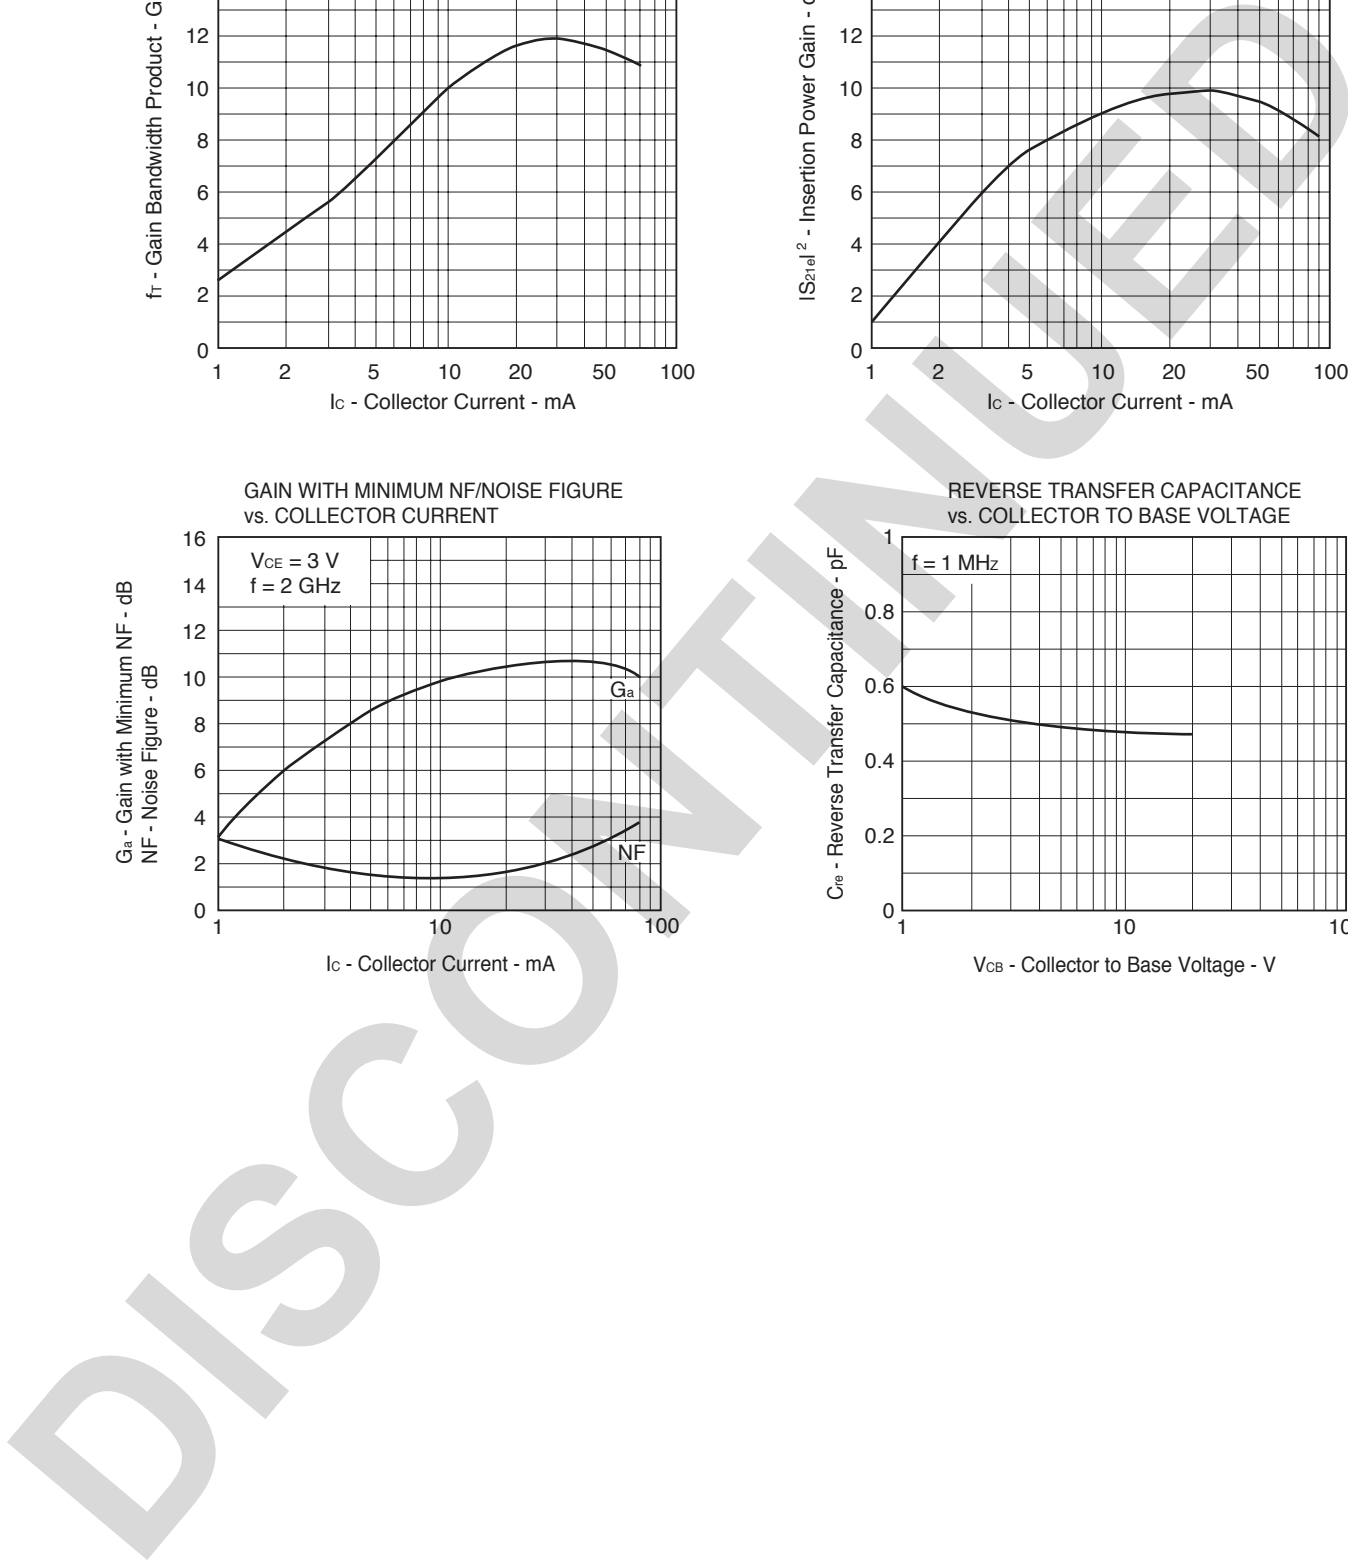 fT - Gain Bandwidth Product - G
12
10
8
6
4
2
0
1 2 5 10 20 50 100
IC - Collector Current - mA
IS21eI 2 - Insertion Power Gain -
12
10
8
6
4
2
0
1 2 5 10 20 50 100
IC - Collector Current - mA
GAIN WITH MINIMUM NF/NOISE FIGURE
vs. COLLECTOR CURRENT
Ga - Gain with Minimum NF - dB
NF - Noise Figure - dB
VCE = 3 V
f = 2 GHz
16
14
12
10
8
6
4
2
0
Ga
NF
1 10 100
IC - Collector Current - mA
REVERSE TRANSFER CAPACITANCE
vs. COLLECTOR TO BASE VOLTAGE
Cre - Reverse Transfer Capacitance - pF
f = 1 MHz
1
0.8
0.6
0.4
0.2
0
1 10 10
VCB - Collector to Base Voltage - V
DISCONTINUED